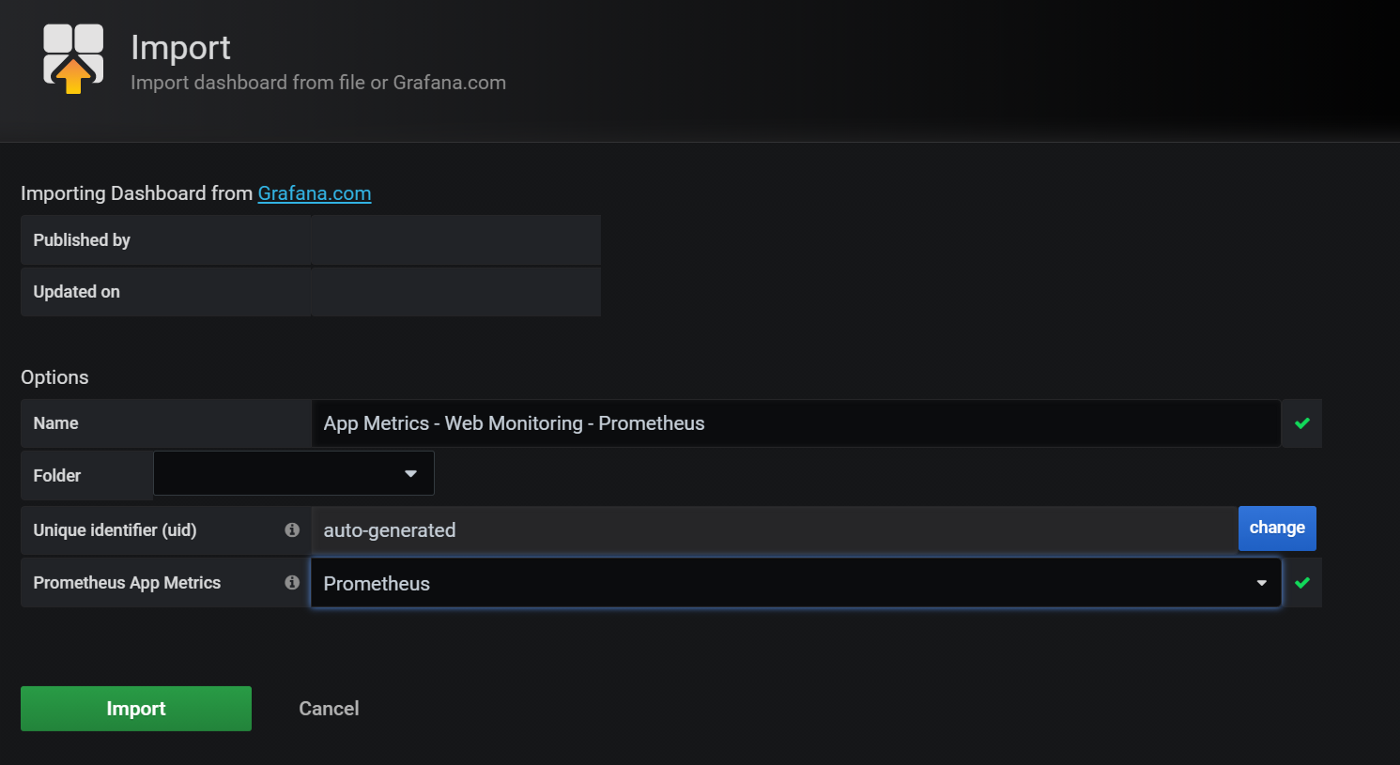 Import
Import dashboard from file or Grafana.com
Importing Dashboard from Grafana.com
Published by
Updated on
Options
Name App Metrics - Web Monitoring - Prometheus
Folder
Unique identifier (uid) auto-generated change
Prometheus App Metrics Prometheus
Import Cancel